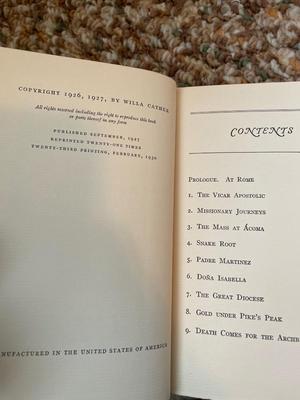 COPYRIGHT 1926, 1927, BY WILLA CATHER
All rights reserved including the right to reproduce this book
or parts thereof in any form
PUBLISHED SEPTEMBER, 1927
REPRINTED TWENTY-ONE TIMES
TWENTY-THIRD PRINTING, FEBRUARY, 1930
NUFACTURED IN THE UNITED STATES OF AMERICA
CONTENTS
Prologue. At Rome
1. The Vicar Apostolic
2. Missionary Journeys
3. The Mass at Ácoma
4. Snake Root
5. Padre Martinez
6. Doña Isabella
7. The Great Diocese
8. Gold under Pike's Peak
9. Death Comes for the Archb